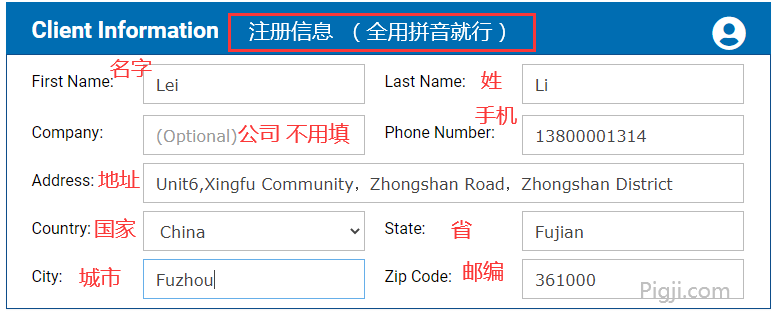 Client Information 注册信息 （全用拼音就行）
First Name: 名字 Lei Last Name: 姓 Li
Company: (Optional)公司 不用填 Phone Number: 手机 13800001314
Address: 地址 Unit6,Xingfu Community，Zhongshan Road，Zhongshan District
Country: 国家 China State: 省 Fujian
City: 城市 Fuzhou Zip Code: 邮编 361000
Pigji.com